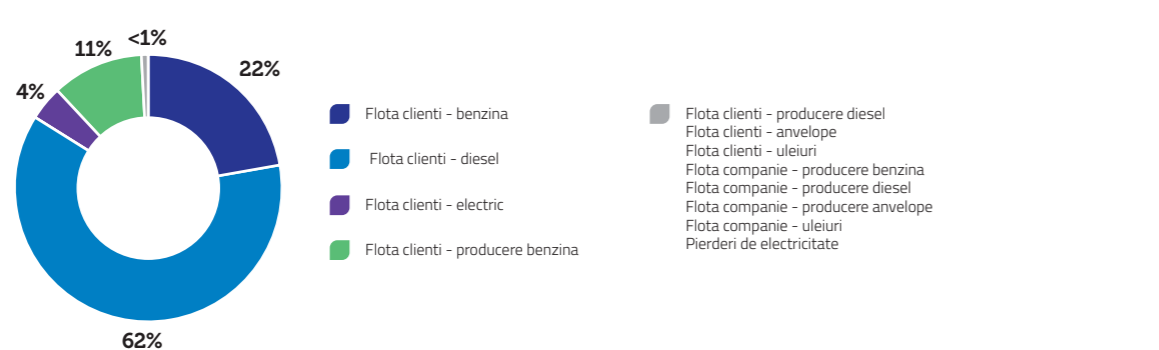 <1%
11%
22%
4%
62%
Flota clienti - benzina
Flota clienti - diesel
Flota clienti - electric
Flota clienti - producere benzina
Flota clienti - producere diesel
Flota clienti - anvelope
Flota clienti - uleiuri
Flota companie - producere benzina
Flota companie - producere diesel
Flota companie - producere anvelope
Flota companie - uleiuri
Pierderi de electricitate